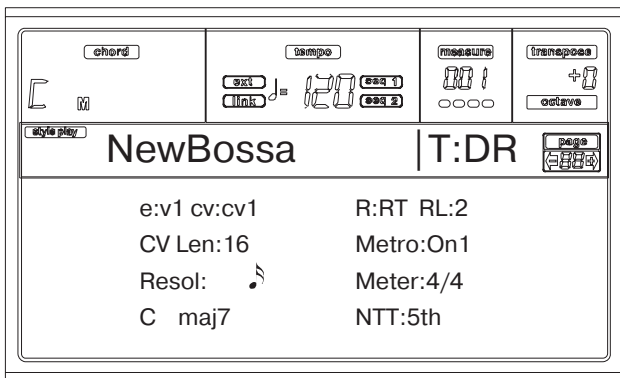 chord tempo measure transpose
ext seq 1 001 +0
C M link = 120 seq 2 octave
style play NewBossa T:DR page
e:v1 cv:cv1 R:RT RL:2
CV Len:16 Metro:On1
Resol: Meter:4/4
C maj7 NTT:5th